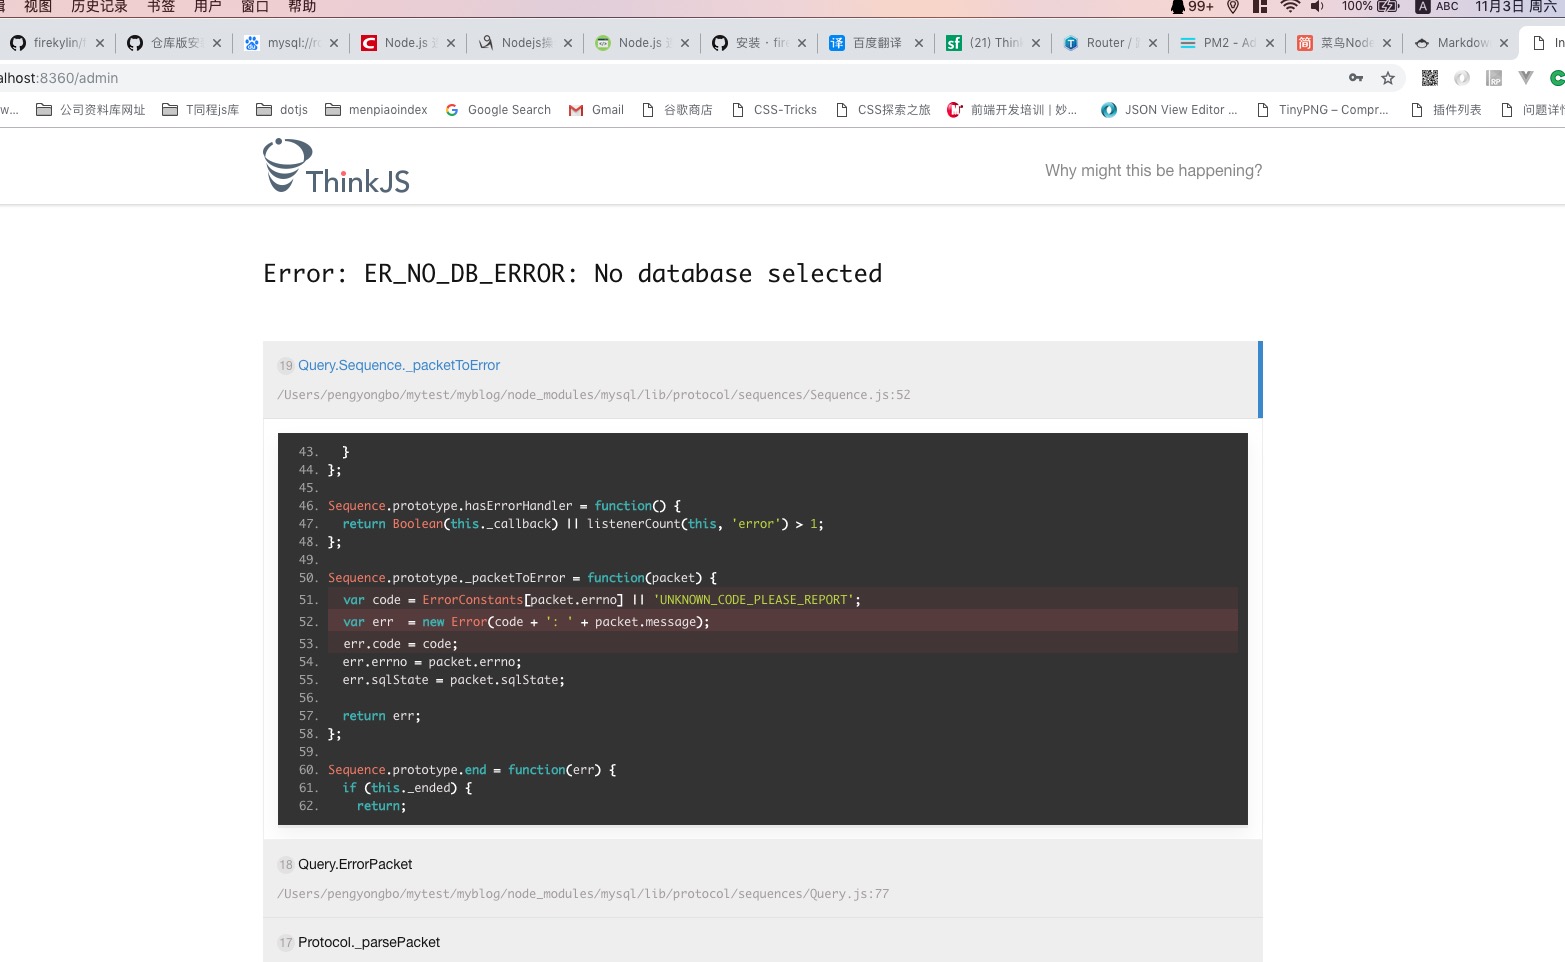 视图 历史记录 书签 用户 窗口 帮助 99+ 100% A ABC 11月3日 周六
firekylin/f 仓库版安 mysql://r Node.js Nodejs操 Node.js 安装 · fire 百度翻译 (21) Thin Router / PM2 - Ad 菜鸟Node Markdow In
alhost:8360/admin
w... 公司资料库网址 T同程js库 dotjs menpiaoindex Google Search Gmail 谷歌商店 CSS-Tricks CSS探索之旅 前端开发培训 | 妙... JSON View Editor ... TinyPNG – Compr... 插件列表 问题详情
ThinkJS
Why might this be happening?
Error: ER_NO_DB_ERROR: No database selected
19 Query.Sequence._packetToError
/Users/pengyongbo/mytest/myblog/node_modules/mysql/lib/protocol/sequences/Sequence.js:52
43. }
44. };
45.
46. Sequence.prototype.hasErrorHandler = function() {
47. return Boolean(this._callback) || listenerCount(this, 'error') > 1;
48. };
49.
50. Sequence.prototype._packetToError = function(packet) {
51. var code = ErrorConstants[packet.errno] || 'UNKNOWN_CODE_PLEASE_REPORT';
52. var err  = new Error(code + ': ' + packet.message);
53. err.code = code;
54. err.errno = packet.errno;
55. err.sqlState = packet.sqlState;
56.
57. return err;
58. };
59.
60. Sequence.prototype.end = function(err) {
61. if (this._ended) {
62. return;
18 Query.ErrorPacket
/Users/pengyongbo/mytest/myblog/node_modules/mysql/lib/protocol/sequences/Query.js:77
17 Protocol._parsePacket